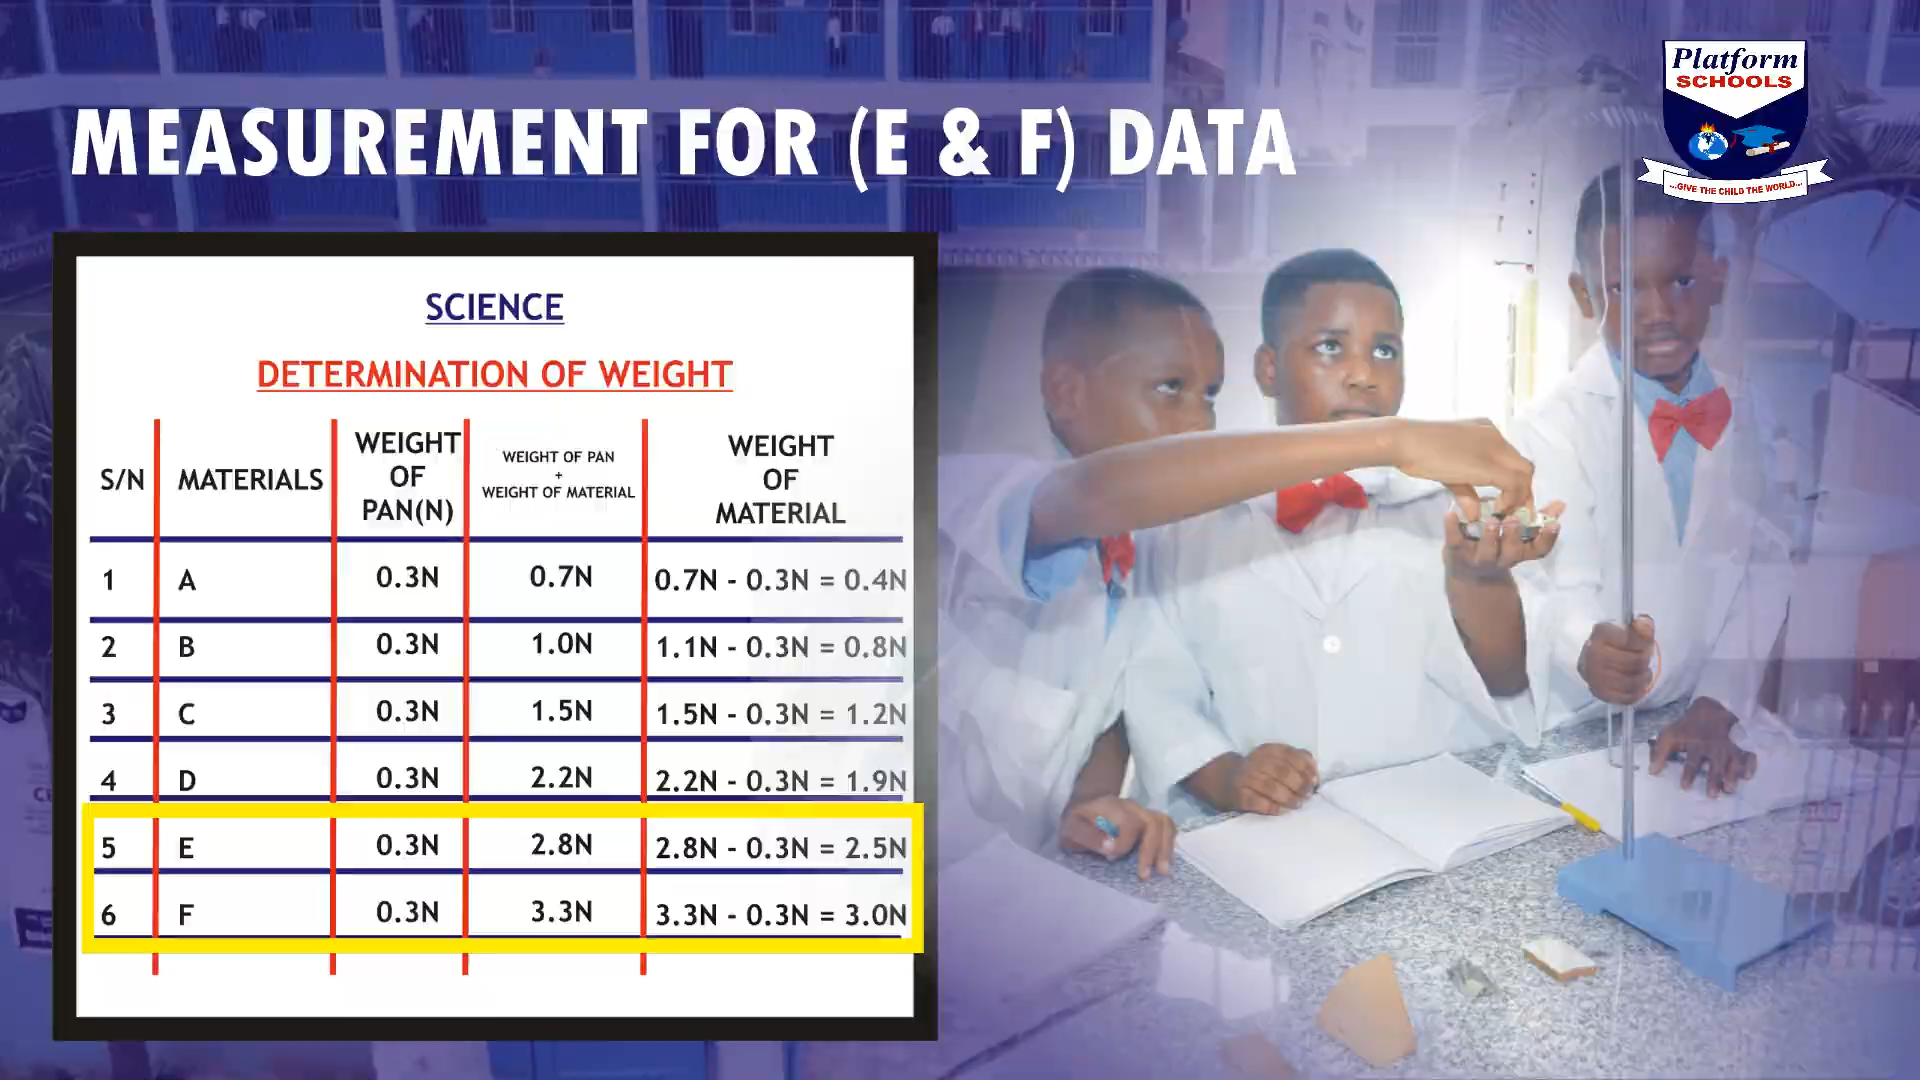 Platform
SCHOOLS
...GIVE THE CHILD THE WORLD...
MEASUREMENT FOR (E & F) DATA
SCIENCE
DETERMINATION OF WEIGHT
S/N MATERIALS WEIGHT OF PAN(N) WEIGHT OF PAN + WEIGHT OF MATERIAL WEIGHT OF MATERIAL
1 A 0.3N 0.7N 0.7N - 0.3N = 0.4N
2 B 0.3N 1.0N 1.1N - 0.3N = 0.8N
3 C 0.3N 1.5N 1.5N - 0.3N = 1.2N
4 D 0.3N 2.2N 2.2N - 0.3N = 1.9N
5 E 0.3N 2.8N 2.8N - 0.3N = 2.5N
6 F 0.3N 3.3N 3.3N - 0.3N = 3.0N